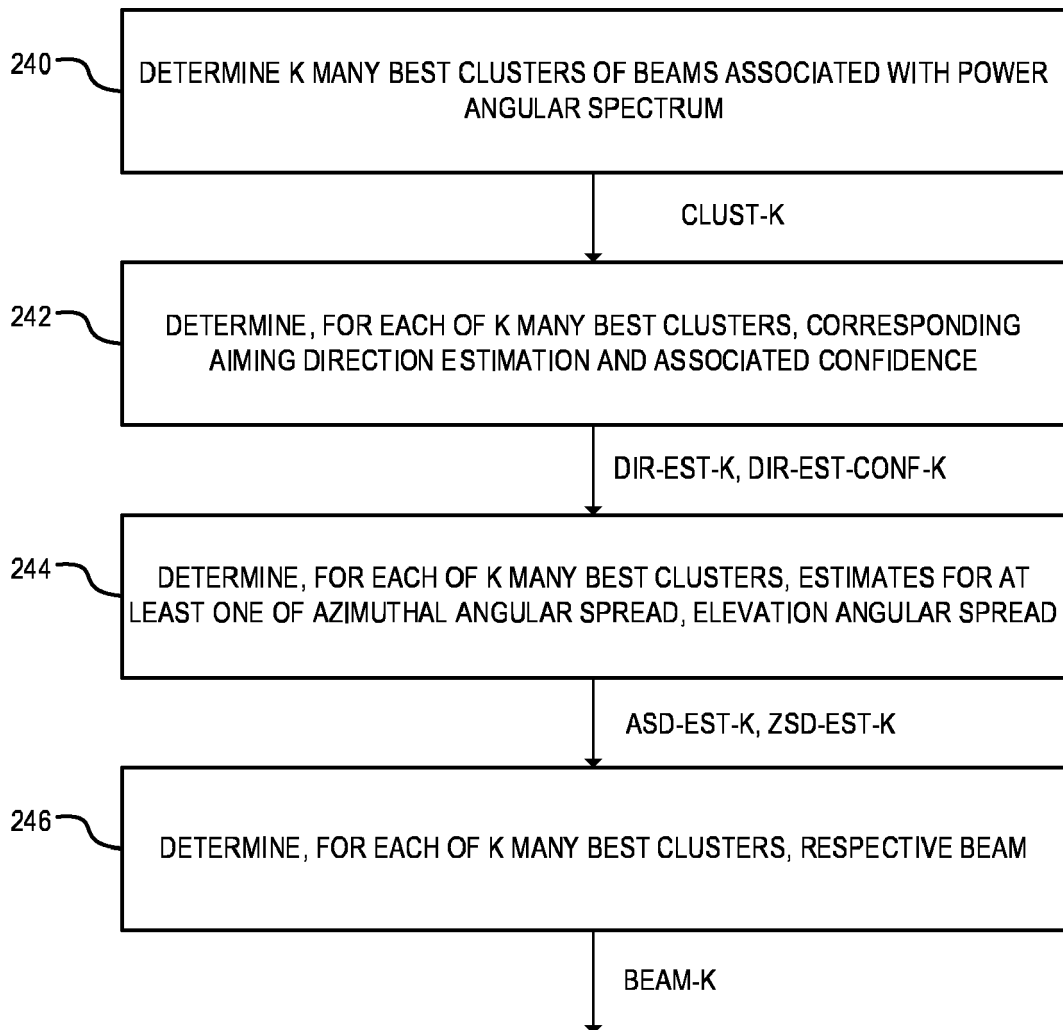 240
DETERMINE K MANY BEST CLUSTERS OF BEAMS ASSOCIATED WITH POWER
ANGULAR SPECTRUM
CLUST-K
242
DETERMINE, FOR EACH OF K MANY BEST CLUSTERS, CORRESPONDING
AIMING DIRECTION ESTIMATION AND ASSOCIATED CONFIDENCE
DIR-EST-K, DIR-EST-CONF-K
244
DETERMINE, FOR EACH OF K MANY BEST CLUSTERS, ESTIMATES FOR AT
LEAST ONE OF AZIMUTHAL ANGULAR SPREAD, ELEVATION ANGULAR SPREAD
ASD-EST-K, ZSD-EST-K
246
DETERMINE, FOR EACH OF K MANY BEST CLUSTERS, RESPECTIVE BEAM
BEAM-K